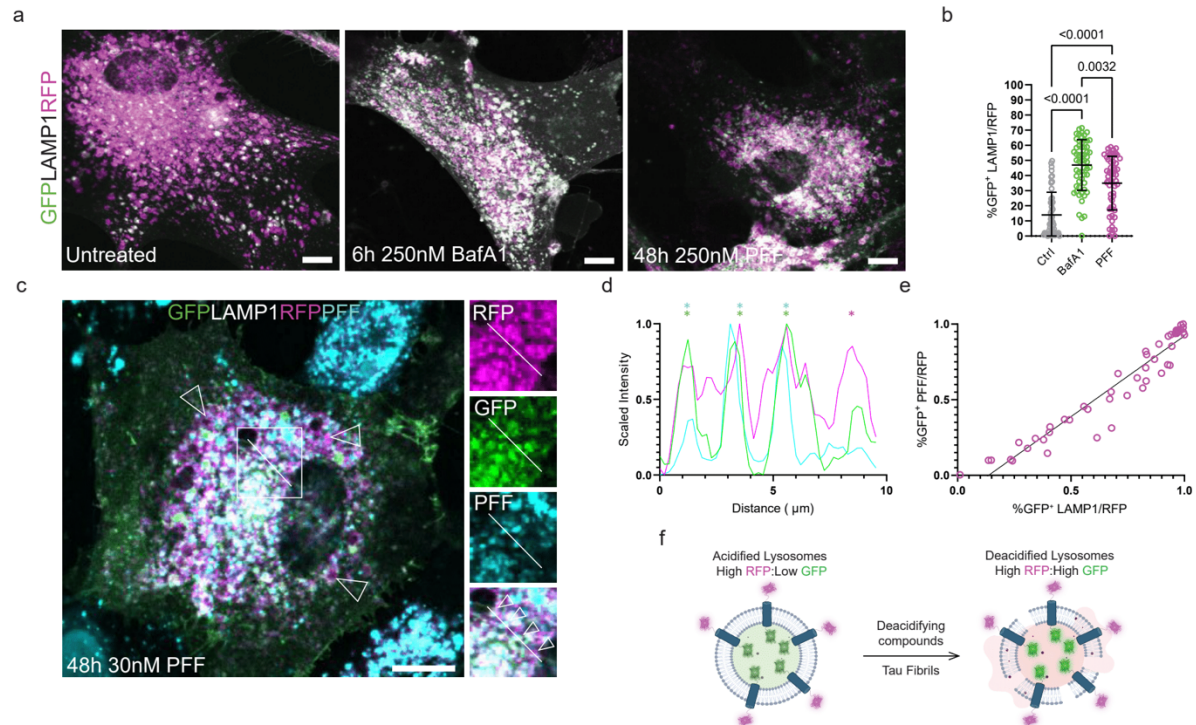 a
GFPLAMP1RFP
Untreated
6h 250nM BafA1
48h 250nM PFF
b
<0.0001
0.0032
<0.0001
%GFP⁺ LAMP1/RFP
100
90
80
70
60
50
40
30
20
10
0
Ctrl
BafA1
PFF
c
GFPLAMP1RFPPFF
48h 30nM PFF
RFP
GFP
PFF
d
* * *
* * * *
Scaled Intensity
1.0
0.5
0.0
0 5 10
Distance ( µm)
e
%GFP⁺ PFF/RFP
1.0
0.5
0.0
0.0 0.5 1.0
%GFP⁺ LAMP1/RFP
f
Acidified Lysosomes
High RFP:Low GFP
Deacidifying
compounds
Tau Fibrils
Deacidified Lysosomes
High RFP:High GFP